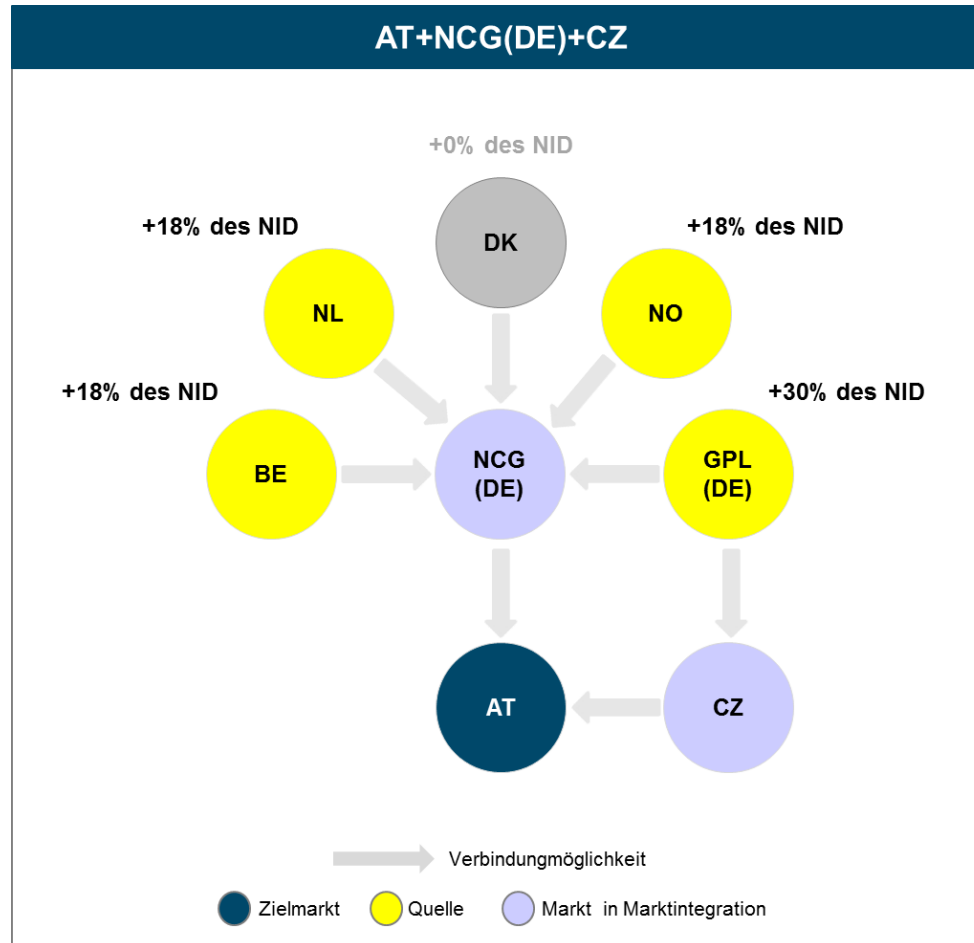 AT+NCG(DE)+CZ
+0% des NID
+18% des NID
+18% des NID
DK
NL
NO
+18% des NID
+30% des NID
BE
NCG
(DE)
GPL
(DE)
AT
CZ
Verbindungmöglichkeit
Zielmarkt
Quelle
Markt in Marktintegration